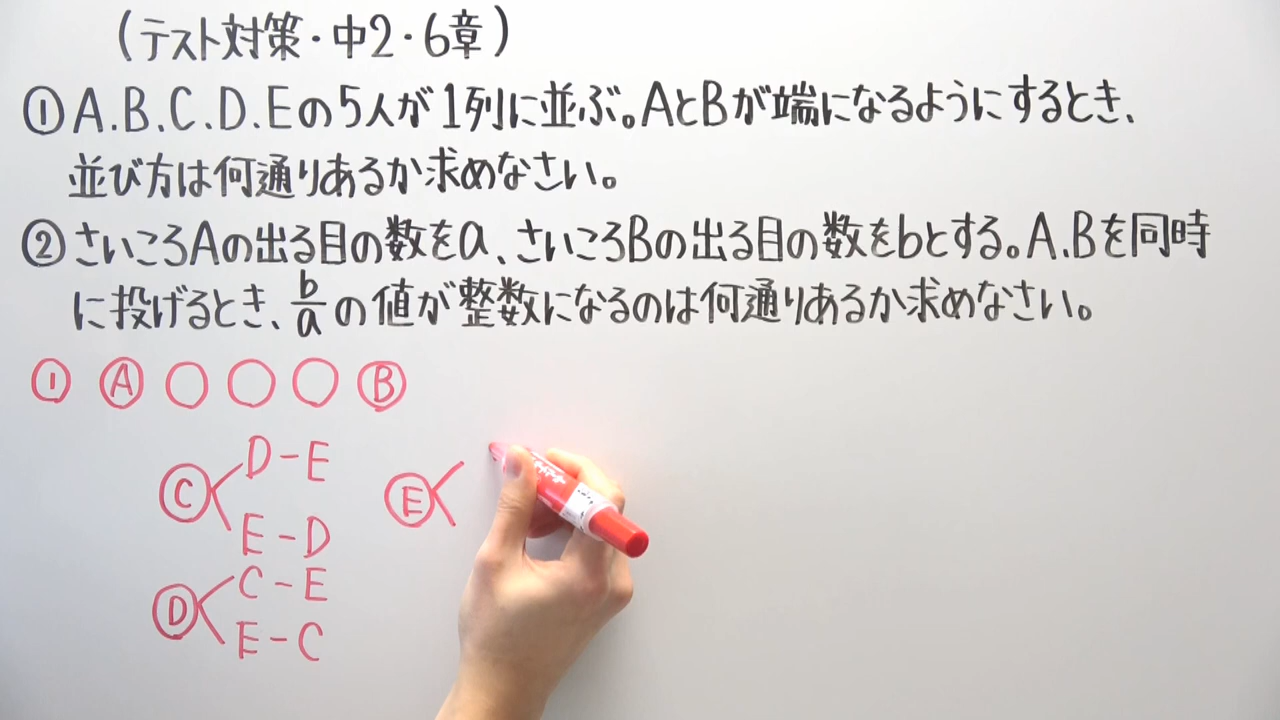 (テスト対策・中2・6章)
① A.B.C.D.Eの5人が1列に並ぶ。AとBが端になるようにするとき、
並び方は何通りあるか求めなさい。
② さいころAの出る目の数をa、さいころBの出る目の数をbとする。A.Bを同時
に投げるとき、b/aの値が整数になるのは何通りあるか求めなさい。
① Ⓐ ○ ○ ○ Ⓑ
Ⓒ< D-E
E-D
Ⓓ< C-E
E-C
Ⓔ<